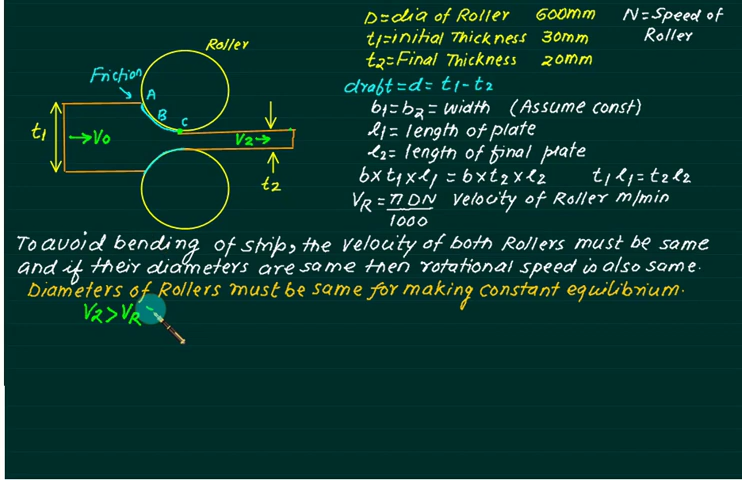 D=dia of Roller 600mm N=Speed of
Roller
t1=initial Thickness 30mm
t2=Final Thickness 20mm
draft=d= t1-t2
b1=b2=width (Assume const)
l1=length of plate
l2=length of final plate
b×t1×l1=b×t2×l2 t1l1=t2l2
VR=πDN/1000 Velocity of Roller m/min
Roller
Friction
A
B
C
t1
→V0
V2→
t2
To avoid bending of strip, the velocity of both Rollers must be same
and if their diameters are same then rotational speed is also same.
Diameters of Rollers must be same for making constant equilibrium.
V2>VR